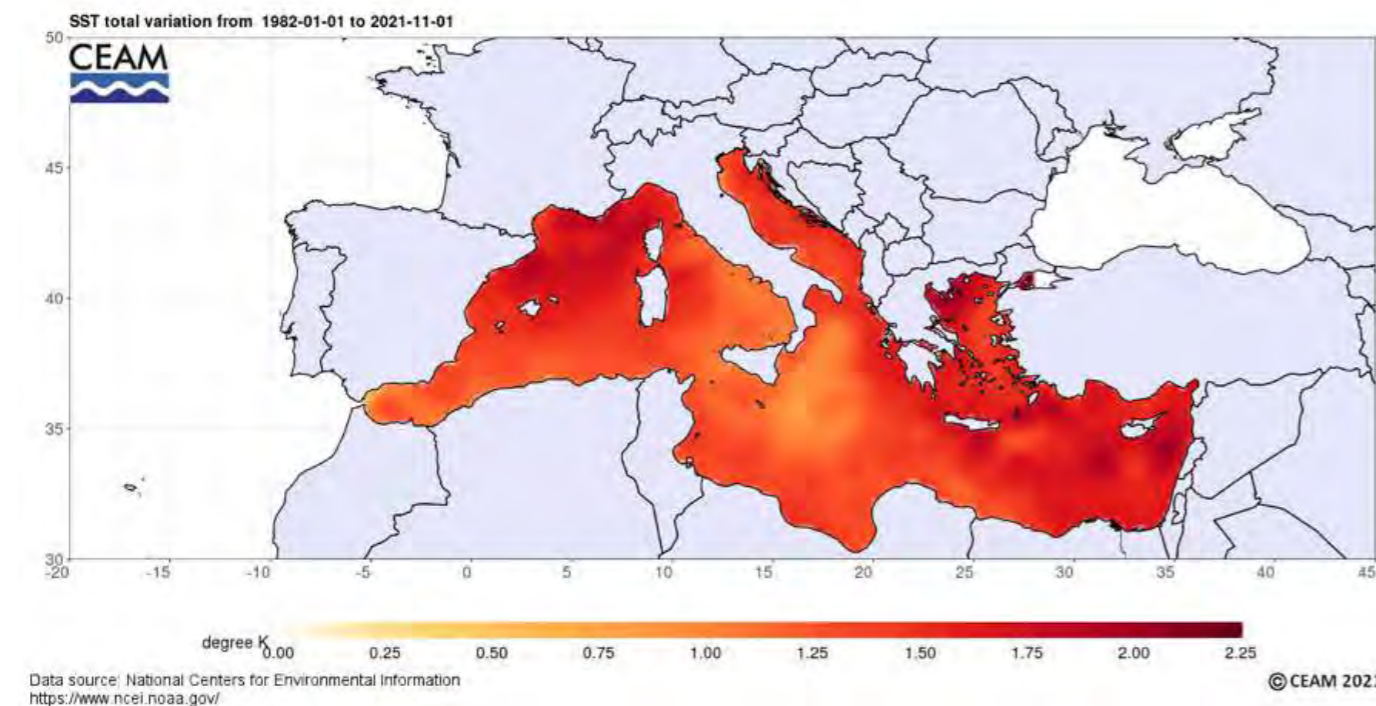 SST total variation from 1982-01-01 to 2021-11-01
CEAM
50
45
40
35
30
-20 -15 -10 -5 0 5 10 15 20 25 30 35 40 45
degree K
0.00 0.25 0.50 0.75 1.00 1.25 1.50 1.75 2.00 2.25
Data source: National Centers for Environmental Information
https://www.ncei.noaa.gov/
© CEAM